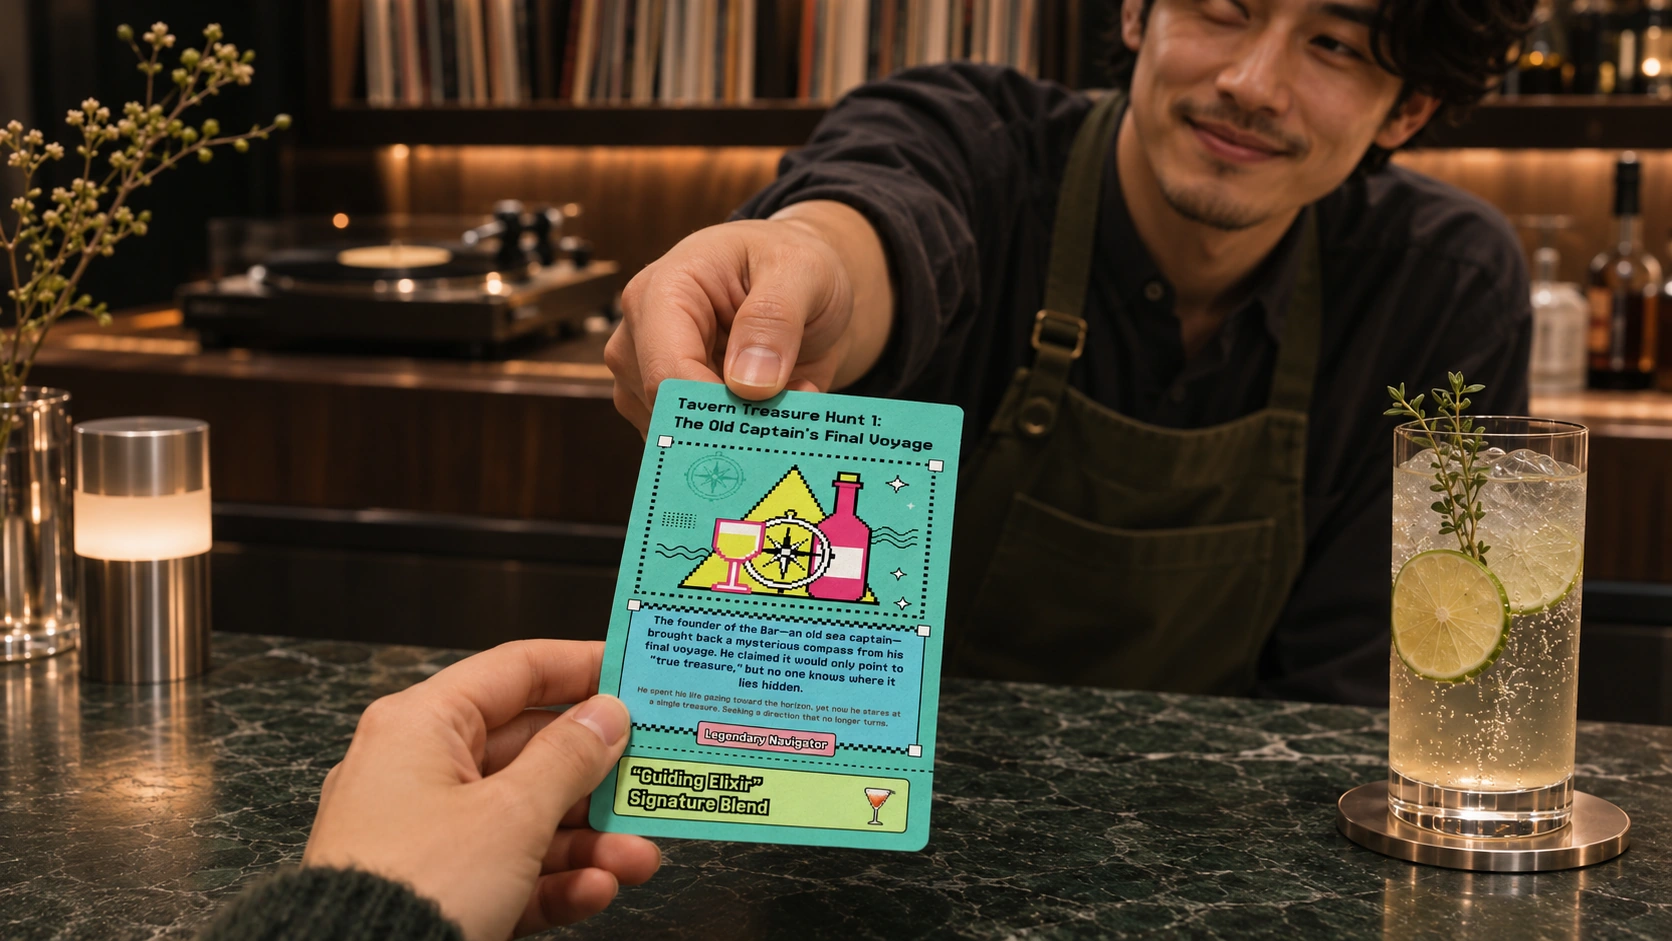 Tavern Treasure Hunt 1:
The Old Captain's Final Voyage
The founder of the Bar—an old sea captain—
brought back a mysterious compass from his
final voyage. He claimed it would only point to
"true treasure," but no one knows where it
lies hidden.
He spent his life gazing toward the horizon, yet now he stares at
a single treasure. Seeking a direction that no longer turns.
Legendary Navigator
"Guiding Elixir"
Signature Blend